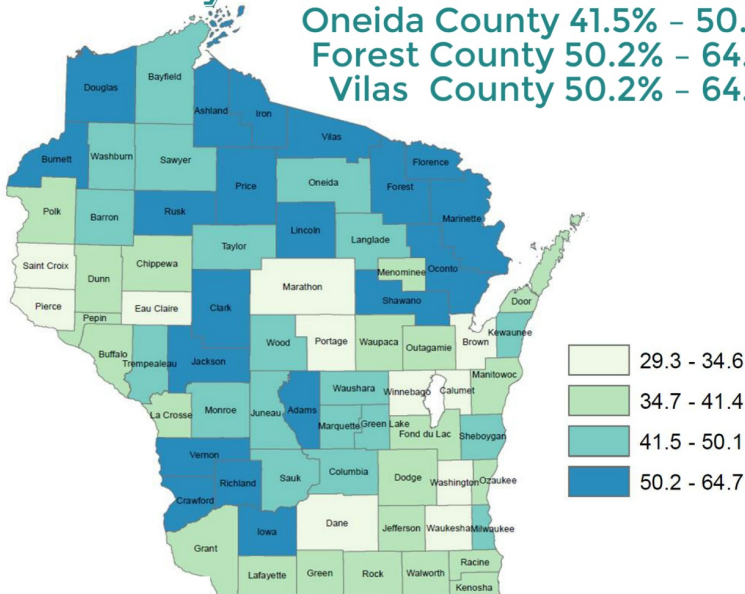 Oneida County 41.5% – 50.
Forest County 50.2% – 64.
Vilas County 50.2% – 64.
Bayfield
Douglas
Ashland
Iron
Vilas
Burnett
Washburn
Sawyer
Florence
Price
Oneida
Forest
Polk
Barron
Rusk
Marinette
Lincoln
Taylor
Langlade
Saint Croix
Dunn
Chippewa
Menominee
Oconto
Marathon
Pierce
Eau Claire
Clark
Shawano
Door
Pepin
Kewaunee
Buffalo
Trempealeau
Jackson
Wood
Portage
Waupaca
Outagamie
Brown
29.3 - 34.6
Manitowoc
Waushara
Winnebago
Calumet
34.7 - 41.4
La Crosse
Monroe
Juneau
Adams
Marquette
Green Lake
Fond du Lac
Sheboygan
41.5 - 50.1
Vernon
Richland
Sauk
Columbia
Dodge
Washington
Ozaukee
50.2 - 64.7
Crawford
Iowa
Dane
Jefferson
Waukesha
Milwaukee
Grant
Lafayette
Green
Rock
Walworth
Racine
Kenosha